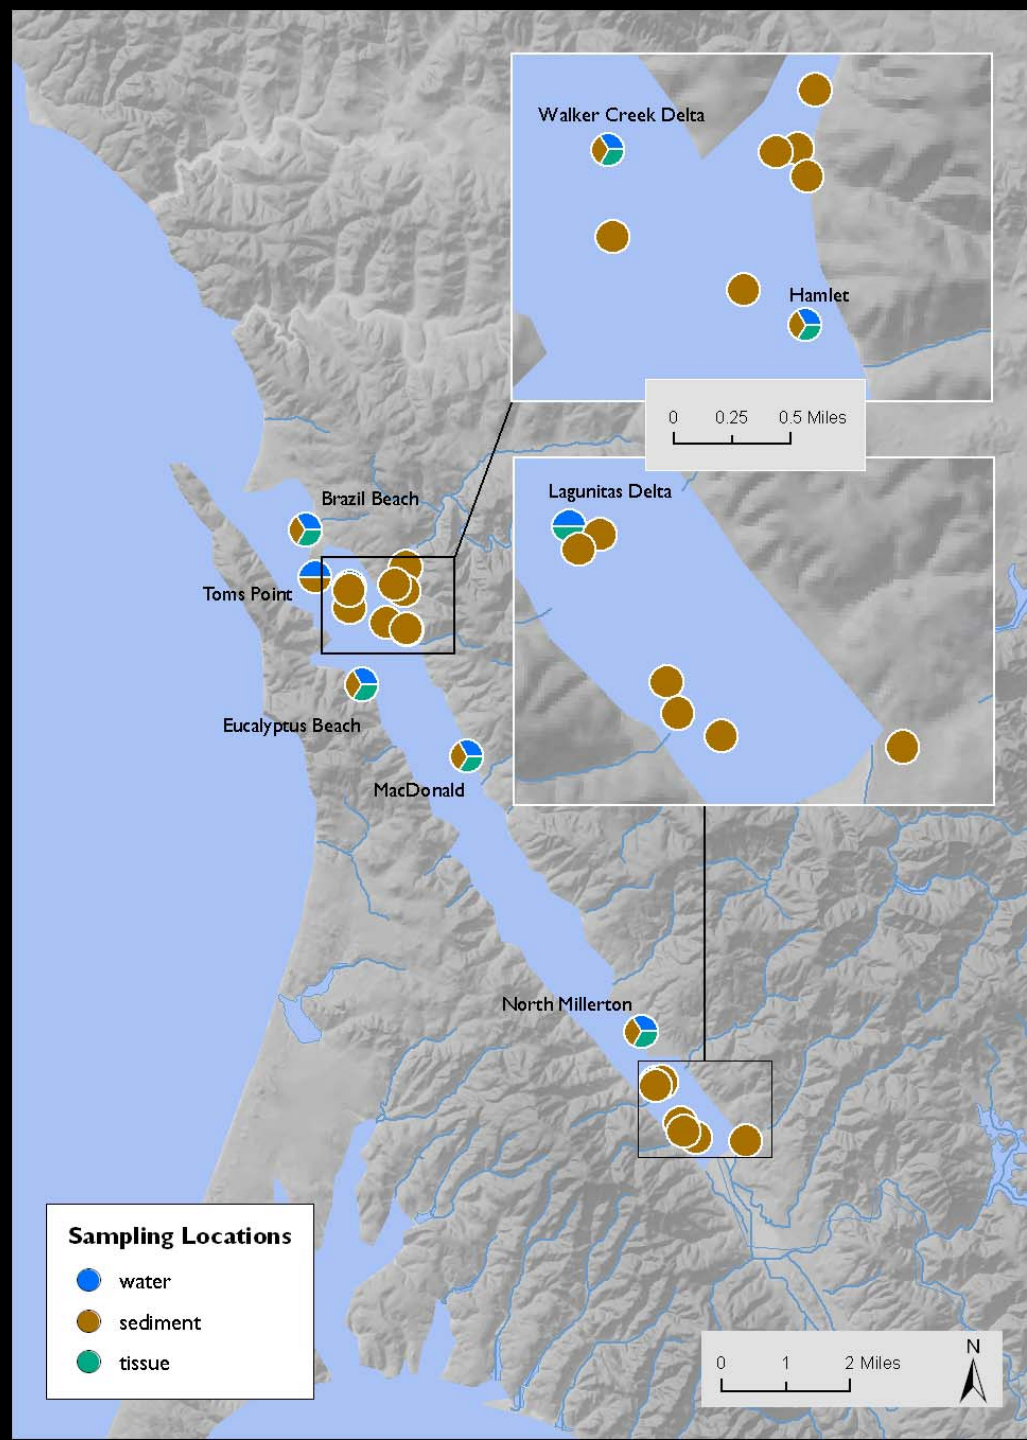 Walker Creek Delta
Hamlet
0 0.25 0.5 Miles
Lagunitas Delta
Brazil Beach
Toms Point
Eucalyptus Beach
MacDonald
North Millerton
Sampling Locations
water
sediment
tissue
0 1 2 Miles
N